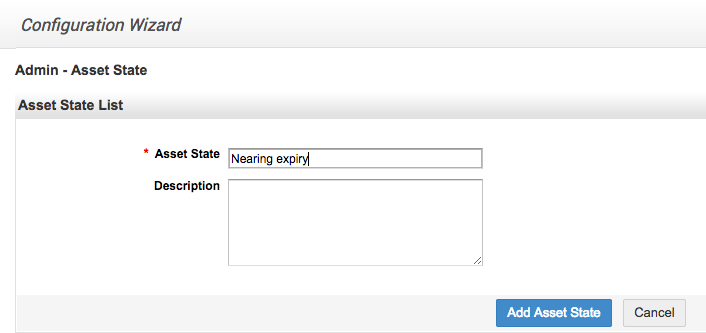 Configuration Wizard
Admin - Asset State
Asset State List
* Asset State Nearing expiry
Description
Add Asset State Cancel